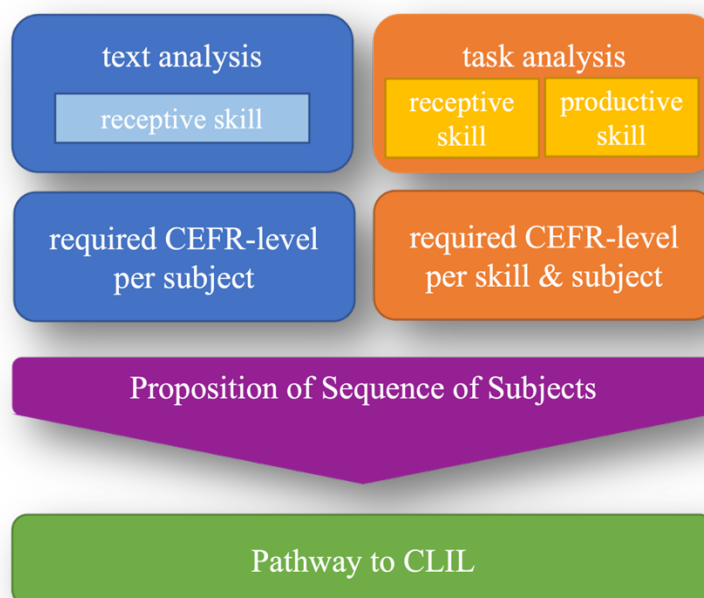 text analysis
receptive skill
task analysis
receptive
skill
productive
skill
required CEFR-level
per subject
required CEFR-level
per skill & subject
Proposition of Sequence of Subjects
Pathway to CLIL